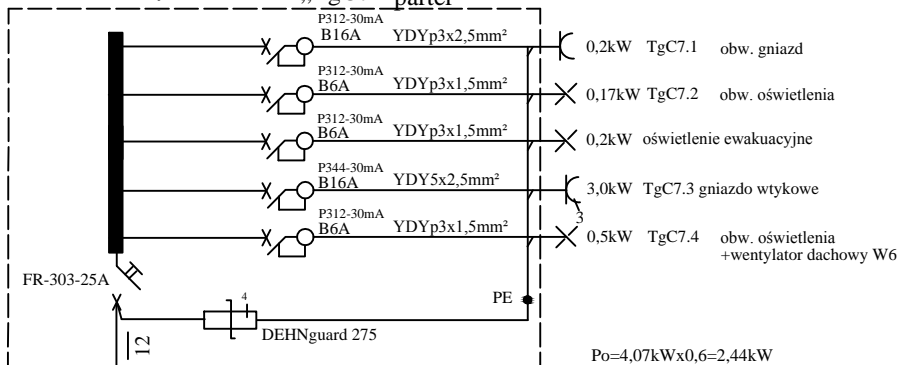 parter
P312-30mA
B16A YDYp3x2,5mm² 0,2kW TgC7.1 obw. gniazd
P312-30mA
B6A YDYp3x1,5mm² 0,17kW TgC7.2 obw. oświetlenia
P312-30mA
B6A YDYp3x1,5mm² 0,2kW oświetlenie ewakuacyjne
P344-30mA
B16A YDY5x2,5mm² 3,0kW TgC7.3 gniazdo wtykowe
3
P312-30mA
B6A YDYp3x1,5mm² 0,5kW TgC7.4 obw. oświetlenia
+wentylator dachowy W6
FR-303-25A
PE
4
DEHNguard 275
12
Po=4,07kWx0,6=2,44kW